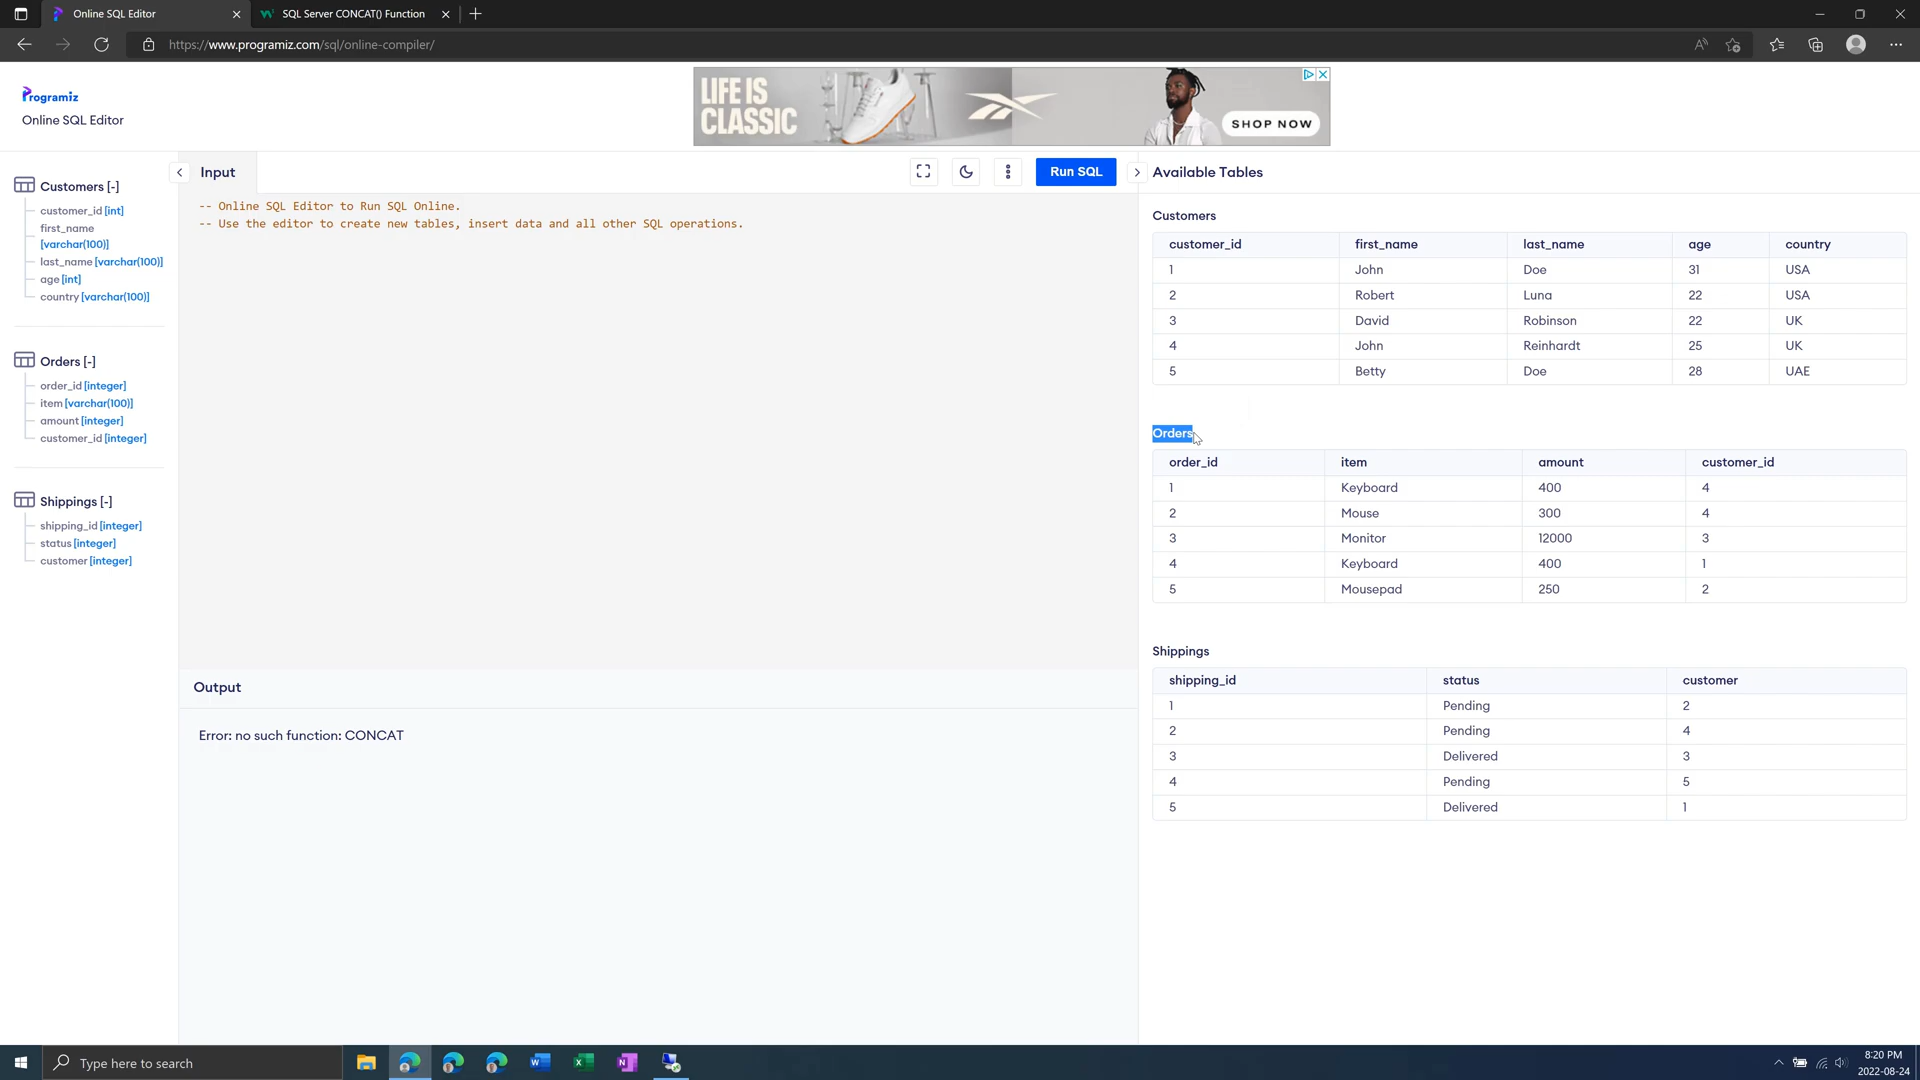 Online SQL Editor
SQL Server CONCAT() Function
https://www.programiz.com/sql/online-compiler/
Programiz
Online SQL Editor
LIFE IS
CLASSIC
SHOP NOW
Customers [-]
customer_id [int]
first_name
[varchar(100)]
last_name [varchar(100)]
age [int]
country [varchar(100)]
Orders [-]
order_id [integer]
item [varchar(100)]
amount [integer]
customer_id [integer]
Shippings [-]
shipping_id [integer]
status [integer]
customer [integer]
Input
Run SQL
-- Online SQL Editor to Run SQL Online.
-- Use the editor to create new tables, insert data and all other SQL operations.
Output
Error: no such function: CONCAT
Available Tables
Customers
customer_id first_name last_name age country
1 John Doe 31 USA
2 Robert Luna 22 USA
3 David Robinson 22 UK
4 John Reinhardt 25 UK
5 Betty Doe 28 UAE
Orders
order_id item amount customer_id
1 Keyboard 400 4
2 Mouse 300 4
3 Monitor 12000 3
4 Keyboard 400 1
5 Mousepad 250 2
Shippings
shipping_id status customer
1 Pending 2
2 Pending 4
3 Delivered 3
4 Pending 5
5 Delivered 1
Type here to search
8:20 PM
2022-08-24